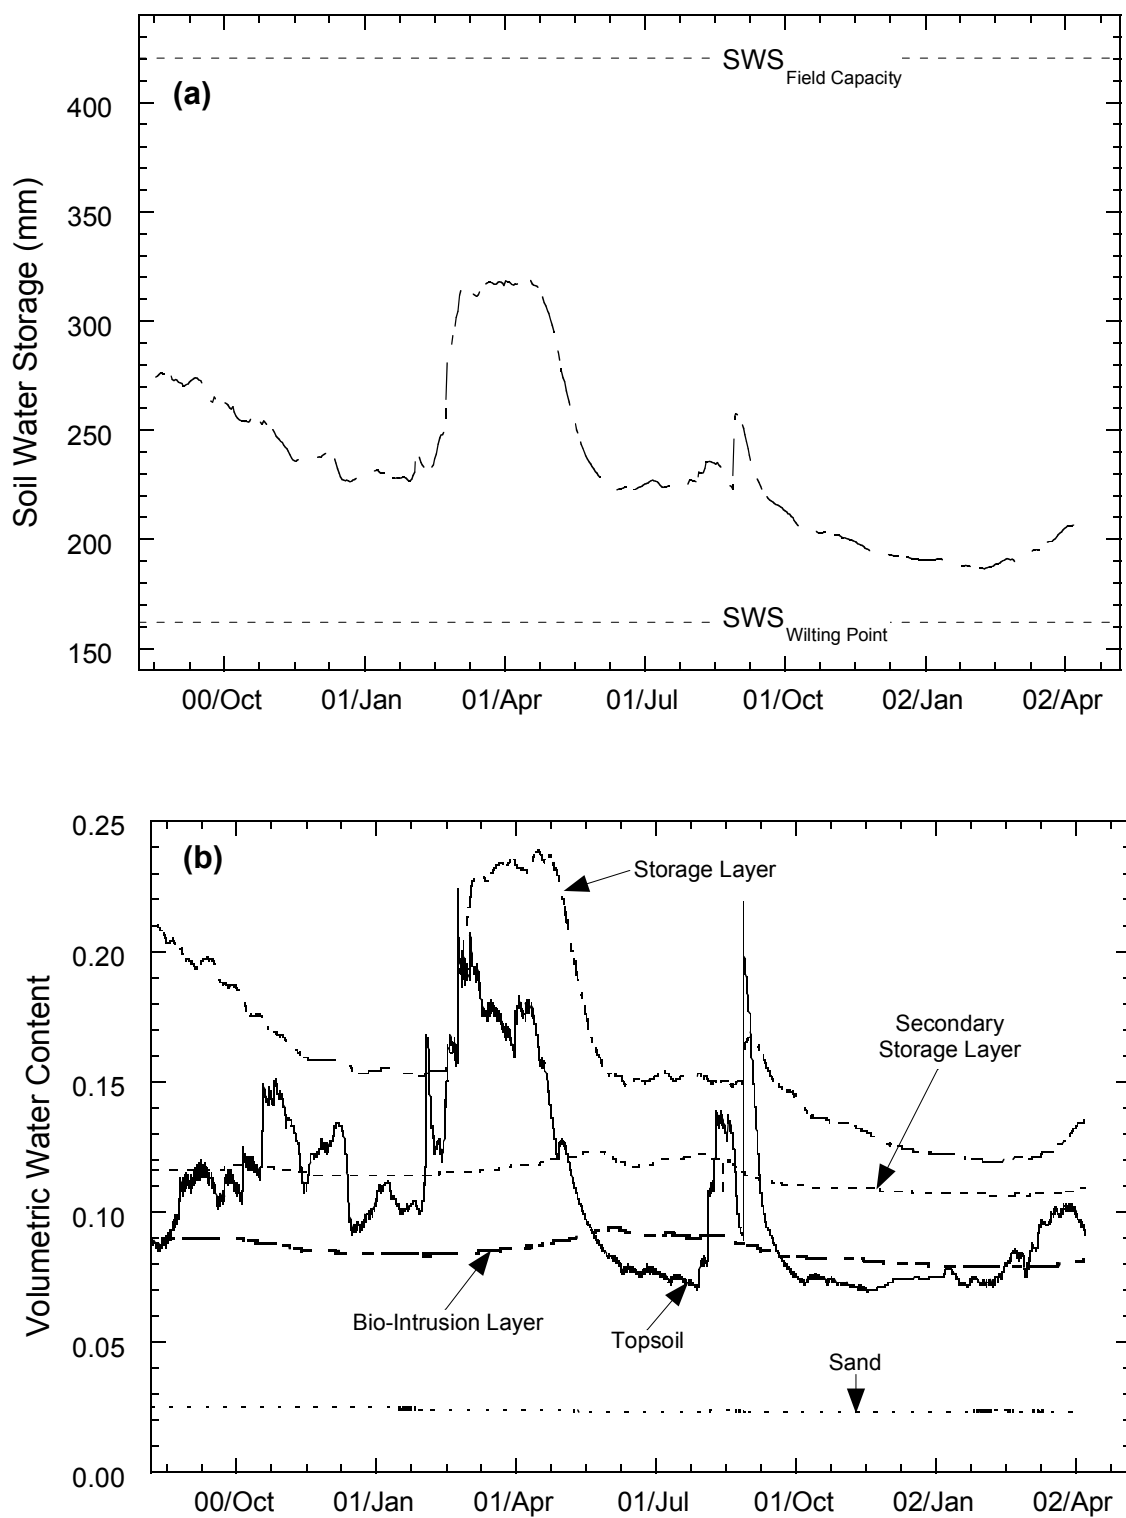 SWS Field Capacity
(a)
400
350
300
250
200
150
Soil Water Storage (mm)
SWS Wilting Point
00/Oct 01/Jan 01/Apr 01/Jul 01/Oct 02/Jan 02/Apr
0.25
0.20
0.15
0.10
0.05
0.00
Volumetric Water Content
(b)
Storage Layer
Secondary
Storage Layer
Bio-Intrusion Layer
Topsoil
Sand
00/Oct 01/Jan 01/Apr 01/Jul 01/Oct 02/Jan 02/Apr